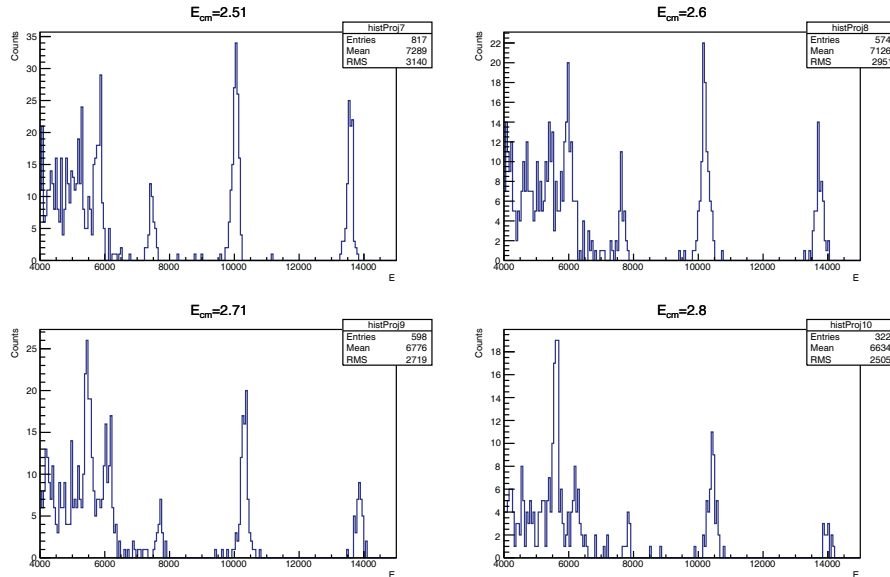 E_cm=2.51
histProj7
Entries 817
Mean 7289
RMS 3140
Counts
35
30
25
20
15
10
5
0
4000 6000 8000 10000 12000 14000
E
E_cm=2.6
histProj8
Entries 574
Mean 7126
RMS 2951
Counts
22
20
18
16
14
12
10
8
6
4
2
0
4000 6000 8000 10000 12000 14000
E
E_cm=2.71
histProj9
Entries 598
Mean 6776
RMS 2719
Counts
25
20
15
10
5
0
4000 6000 8000 10000 12000 14000
E
E_cm=2.8
histProj10
Entries 322
Mean 6634
RMS 2505
Counts
18
16
14
12
10
8
6
4
2
0
4000 6000 8000 10000 12000 14000
E